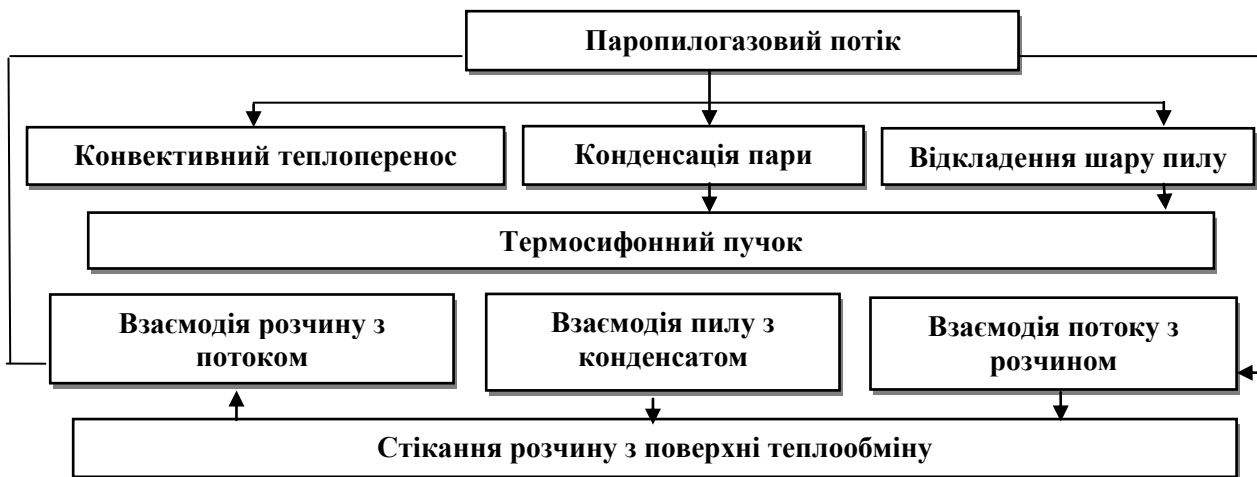 Паропилогазовий потік
Конвективний теплоперенос
Конденсація пари
Відкладення шару пилу
Термосифонний пучок
Взаємодія розчину з
потоком
Взаємодія пилу з
конденсатом
Взаємодія потоку з
розчином
Стікання розчину з поверхні теплообміну